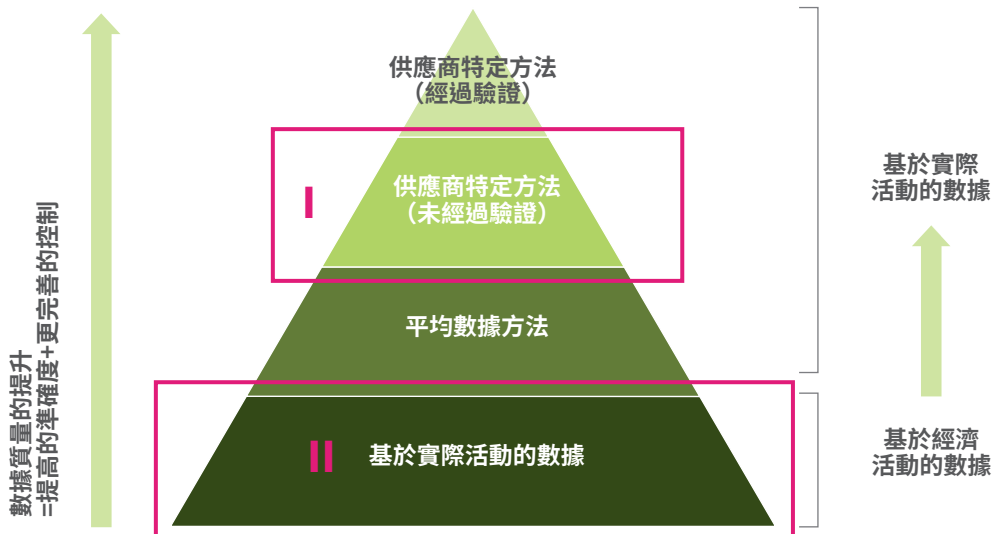 數據質量的提升
=提高的準確度+更完善的控制
供應商特定方法
（經過驗證）
I
供應商特定方法
（未經過驗證）
平均數據方法
II
基於實際活動的數據
基於實際
活動的數據
基於經濟
活動的數據